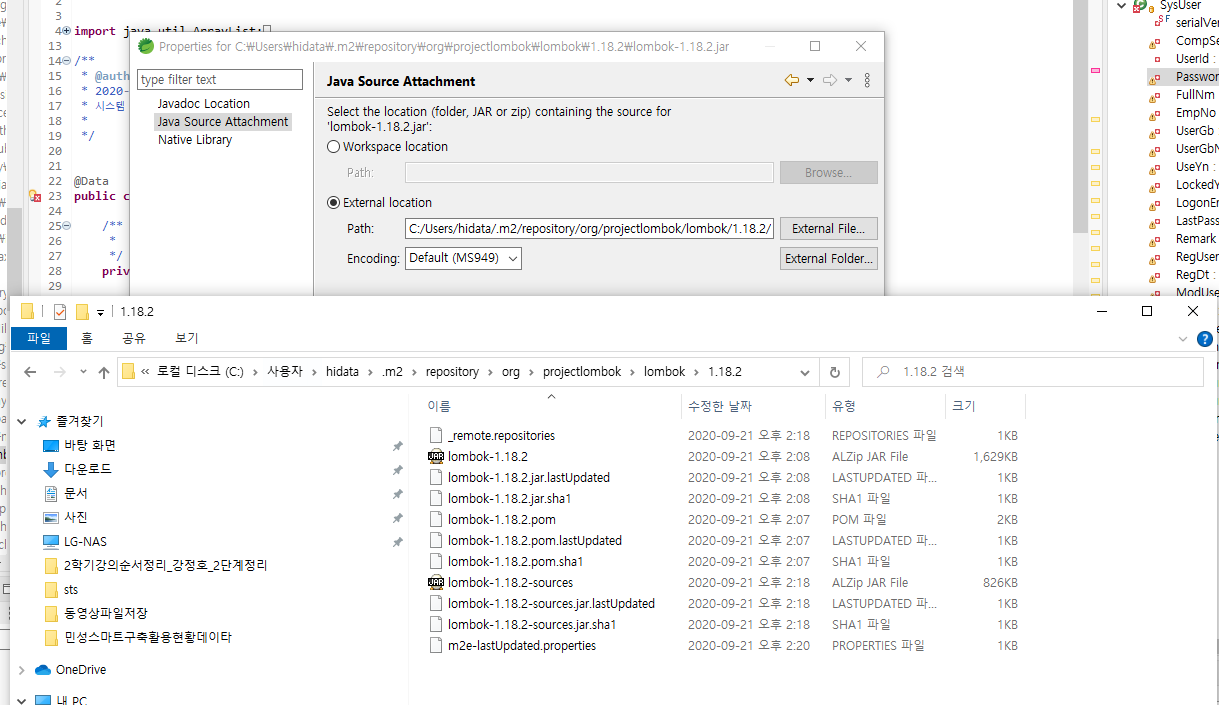 2
3
4 import java.util.ArrayList;
13
14 /**
15 * @auth
16 * 2020-
17 * 시스템
18 *
19 */
20
21
22 @Data
23 public c
24
25 /**
26 *
27 */
28 priv
29
Properties for C:₩Users₩hidata₩.m2₩repository₩org₩projectlombok₩lombok₩1.18.2₩lombok-1.18.2.jar
type filter text
Javadoc Location
Java Source Attachment
Native Library
Java Source Attachment
Select the location (folder, JAR or zip) containing the source for
'lombok-1.18.2.jar':
Workspace location
Path:
Browse...
External location
Path: C:/Users/hidata/.m2/repository/org/projectlombok/lombok/1.18.2/
External File...
Encoding: Default (MS949)
External Folder...
SysUser
serialVer
CompSe
UserId :
Passwor
FullNm
EmpNo
UserGb
UserGbN
UseYn :
LockedY
LogonEr
LastPass
Remark
RegUser
RegDt :
ModUse
1.18.2
파일 홈 공유 보기
« 로컬 디스크 (C:) › 사용자 › hidata › .m2 › repository › org › projectlombok › lombok › 1.18.2
1.18.2 검색
즐겨찾기
바탕 화면
다운로드
문서
사진
LG-NAS
2학기강의순서정리_강정호_2단계정리
sts
동영상파일저장
민성스마트구축활용현황데이타
OneDrive
내 PC
이름 수정한 날짜 유형 크기
_remote.repositories 2020-09-21 오후 2:18 REPOSITORIES 파일 1KB
lombok-1.18.2 2020-09-21 오후 2:08 ALZip JAR File 1,629KB
lombok-1.18.2.jar.lastUpdated 2020-09-21 오후 2:08 LASTUPDATED 파... 1KB
lombok-1.18.2.jar.sha1 2020-09-21 오후 2:08 SHA1 파일 1KB
lombok-1.18.2.pom 2020-09-21 오후 2:07 POM 파일 2KB
lombok-1.18.2.pom.lastUpdated 2020-09-21 오후 2:07 LASTUPDATED 파... 1KB
lombok-1.18.2.pom.sha1 2020-09-21 오후 2:07 SHA1 파일 1KB
lombok-1.18.2-sources 2020-09-21 오후 2:18 ALZip JAR File 826KB
lombok-1.18.2-sources.jar.lastUpdated 2020-09-21 오후 2:18 LASTUPDATED 파... 1KB
lombok-1.18.2-sources.jar.sha1 2020-09-21 오후 2:18 SHA1 파일 1KB
m2e-lastUpdated.properties 2020-09-21 오후 2:20 PROPERTIES 파일 1KB